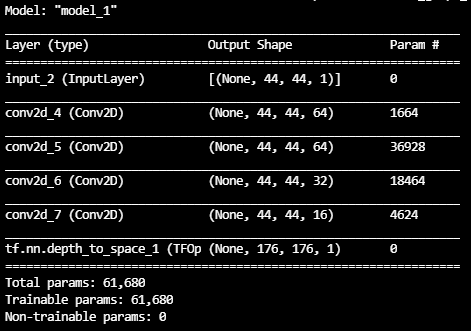 Model: "model_1"
Layer (type) Output Shape Param #
input_2 (InputLayer) [(None, 44, 44, 1)] 0
conv2d_4 (Conv2D) (None, 44, 44, 64) 1664
conv2d_5 (Conv2D) (None, 44, 44, 64) 36928
conv2d_6 (Conv2D) (None, 44, 44, 32) 18464
conv2d_7 (Conv2D) (None, 44, 44, 16) 4624
tf.nn.depth_to_space_1 (TFOp (None, 176, 176, 1) 0
Total params: 61,680
Trainable params: 61,680
Non-trainable params: 0